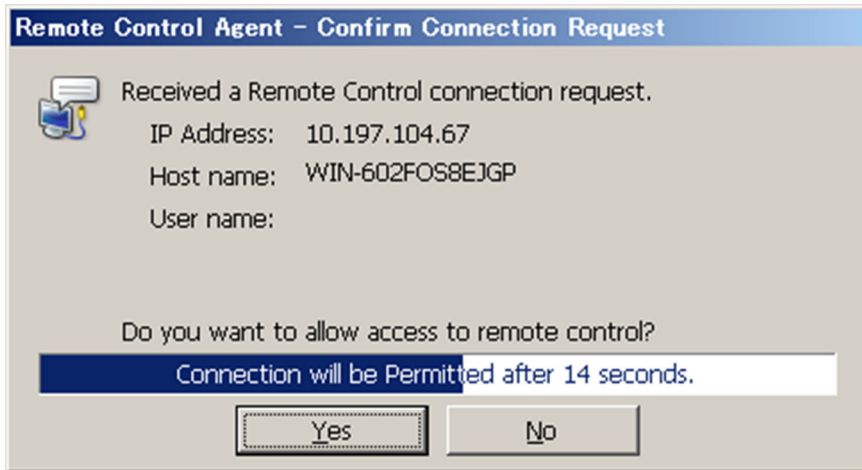 Remote Control Agent - Confirm Connection Request
Received a Remote Control connection request.
IP Address: 10.197.104.67
Host name: WIN-602FOS8EJGP
User name:
Do you want to allow access to remote control?
Connection will be Permitted after 14 seconds.
Yes No